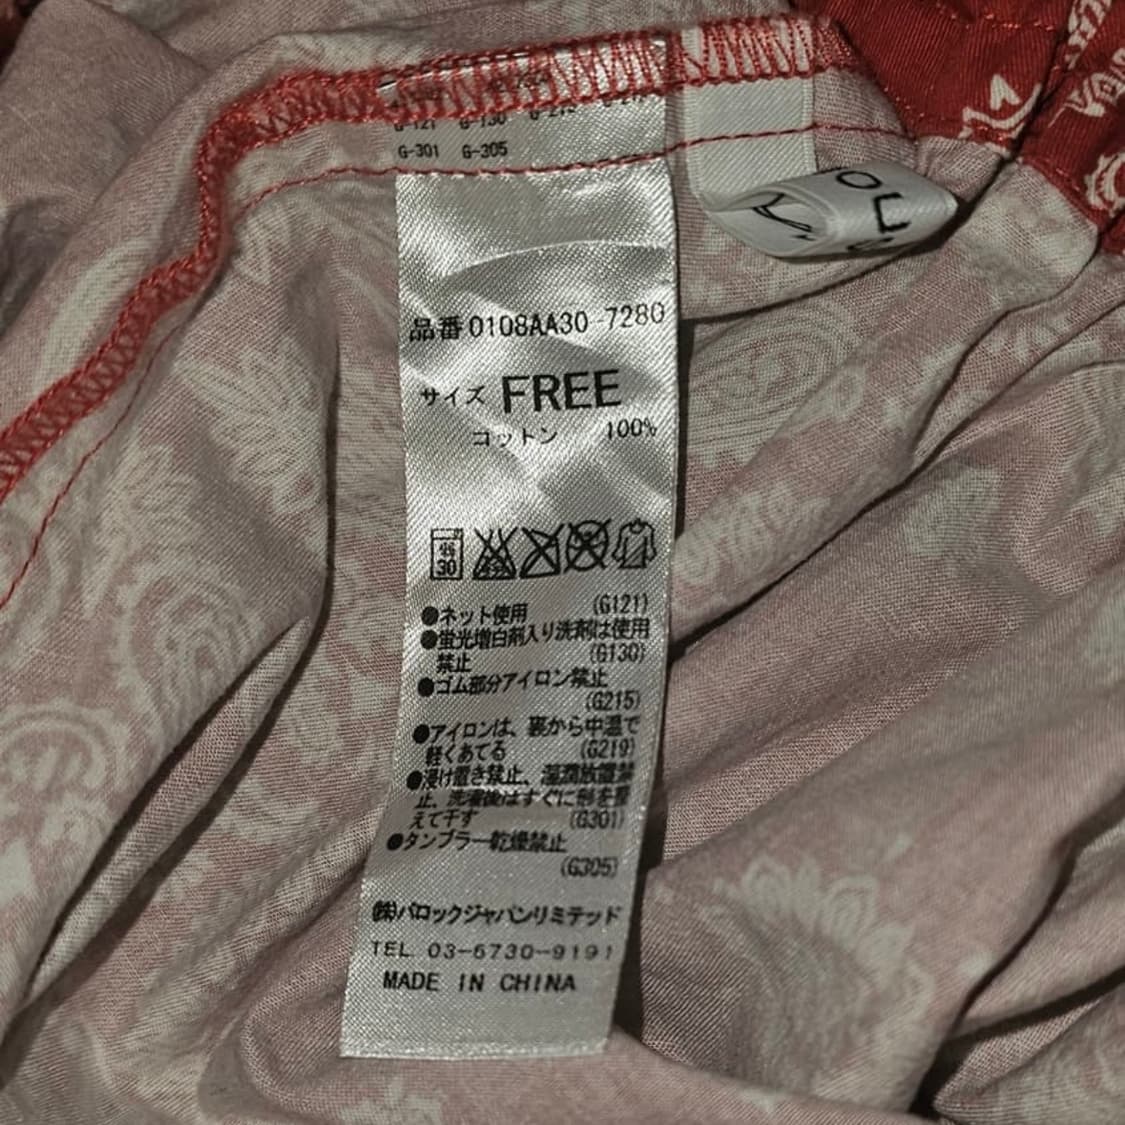 G-121 G-130
G-301 G-305
品番 0108AA30-7280
サイズ FREE
コットン 100%
弱
30
●ネット使用 (G121)
●蛍光増白剤入り洗剤は使用
禁止 (G130)
●ゴム部分アイロン禁止
(G215)
●アイロンは、裏から中温で
軽くあてる (G219)
●浸け置き禁止、湿潤放置禁
止、洗濯後はすぐに形を整
えて干す (G301)
●タンブラー乾燥禁止
(G305)
㈱バロックジャパンリミテッド
TEL 03-6730-9191
MADE IN CHINA